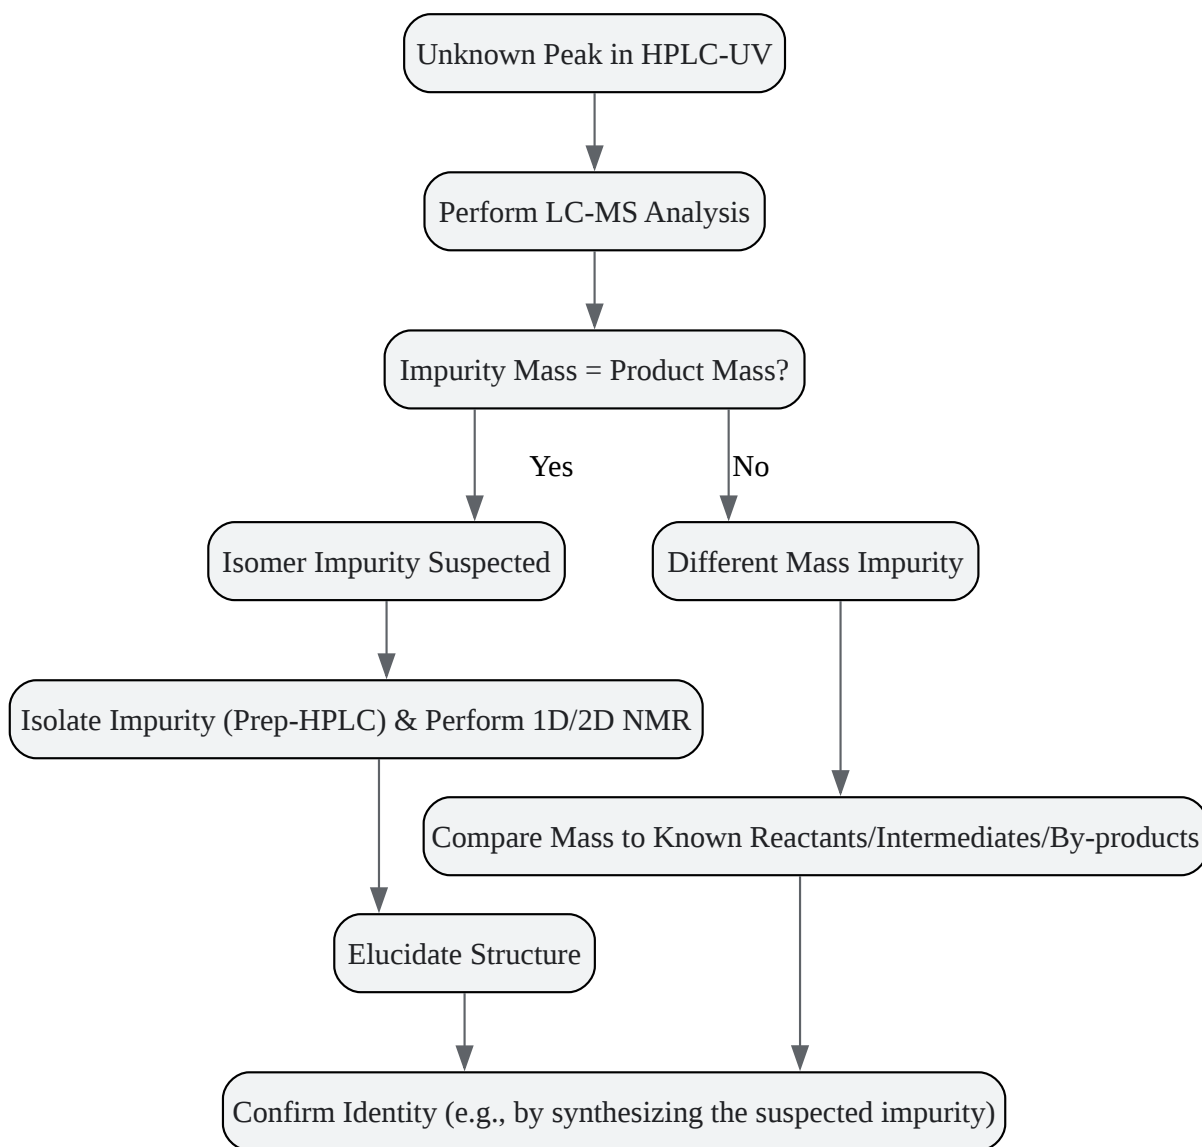 Unknown Peak in HPLC-UV
Perform LC-MS Analysis
Impurity Mass = Product Mass?
Yes
No
Isomer Impurity Suspected
Different Mass Impurity
Isolate Impurity (Prep-HPLC) & Perform 1D/2D NMR
Compare Mass to Known Reactants/Intermediates/By-products
Elucidate Structure
Confirm Identity (e.g., by synthesizing the suspected impurity)